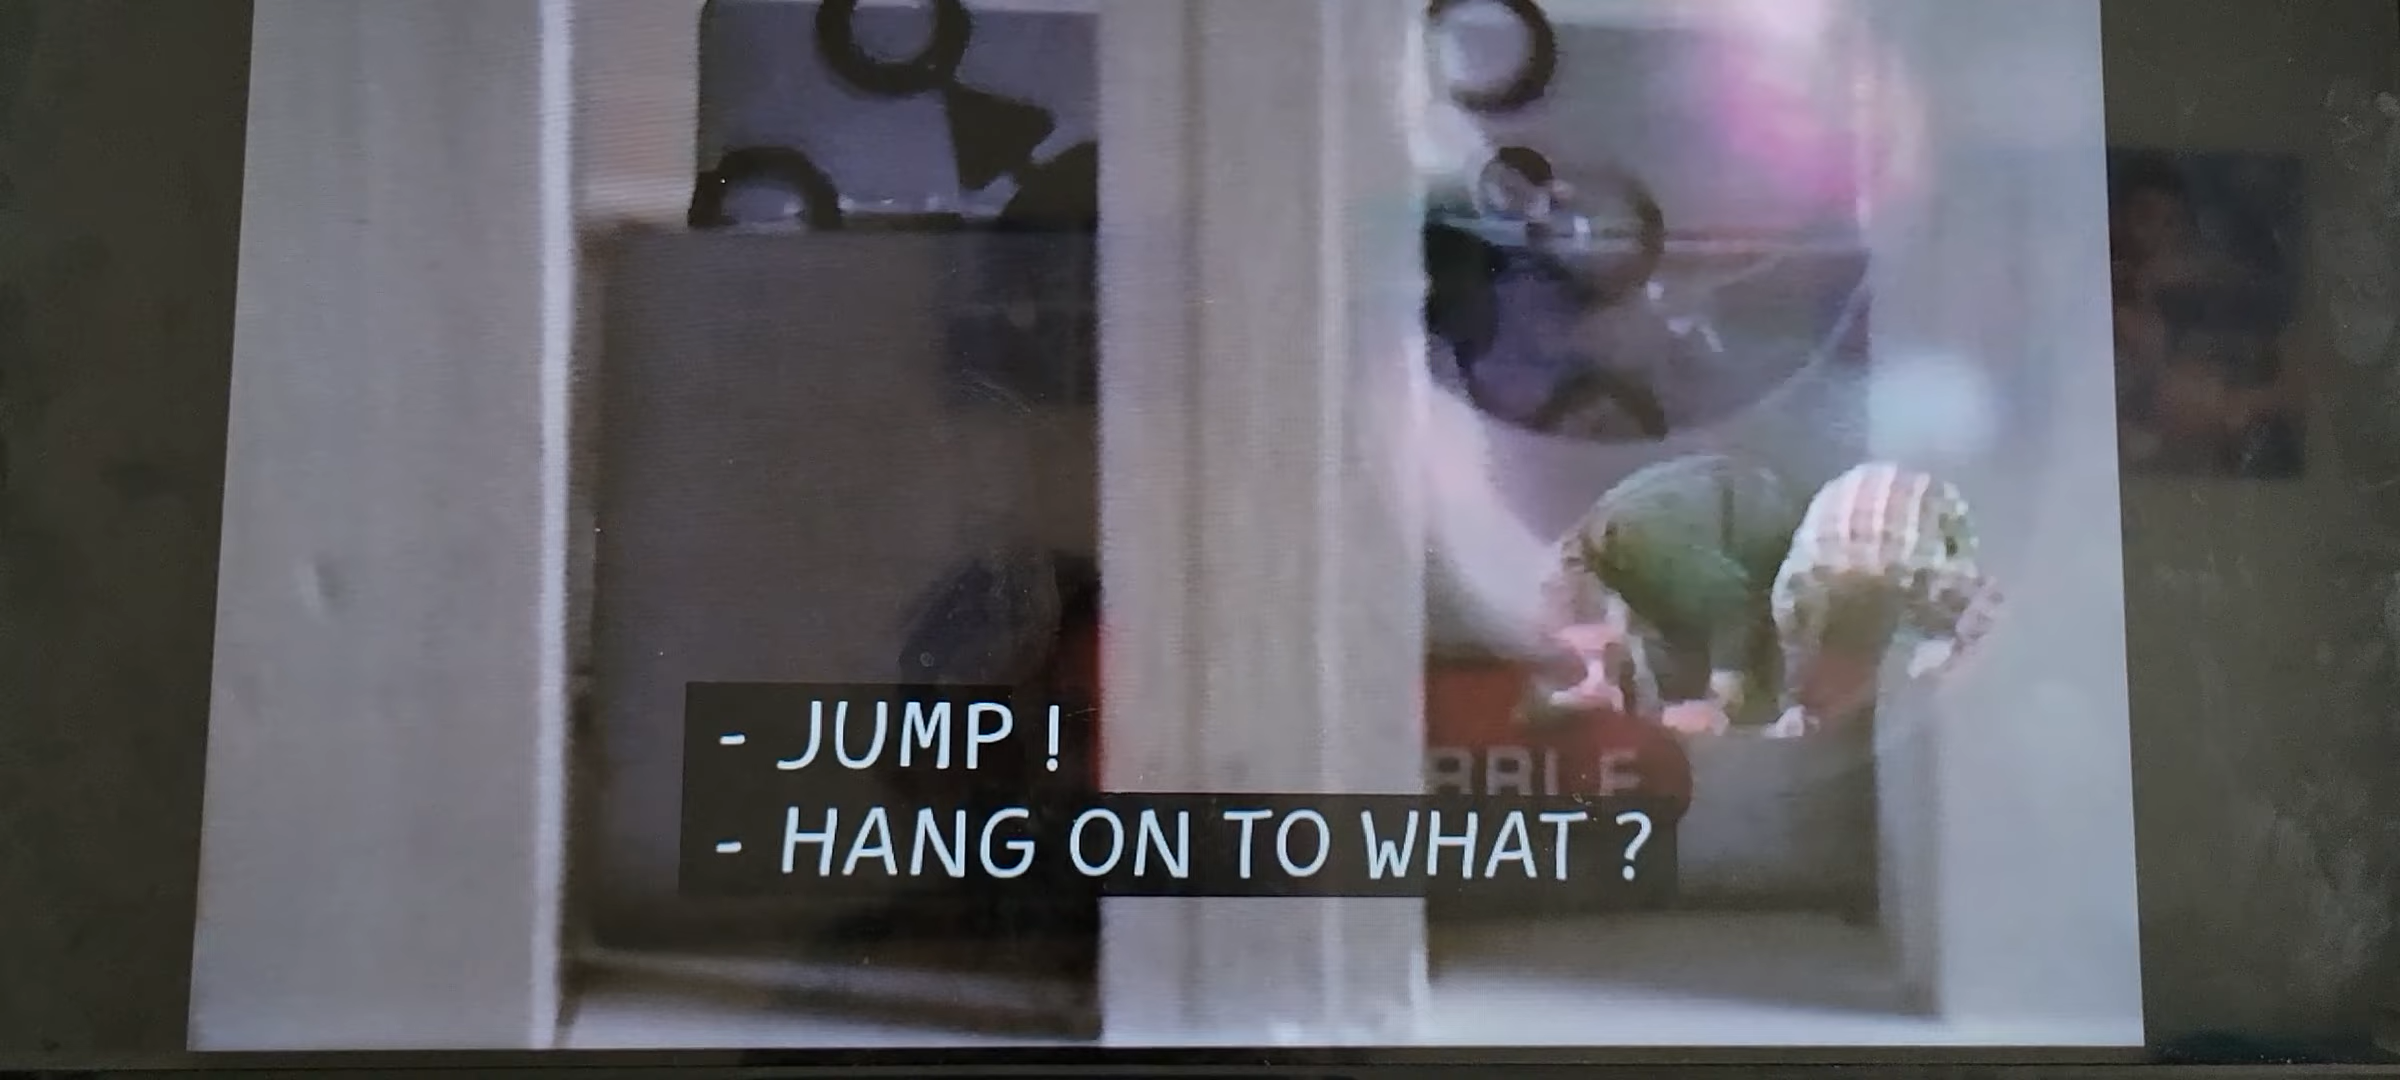 - JUMP!
- HANG ON TO WHAT?